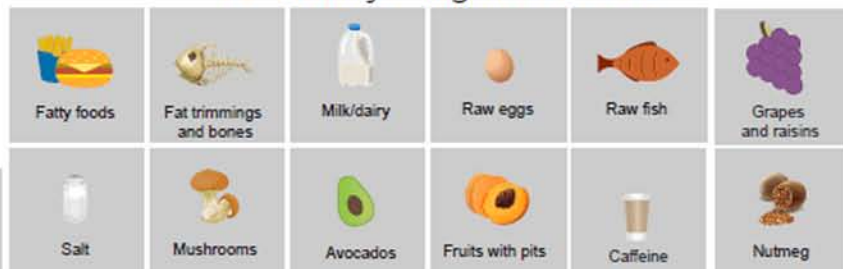 Fatty foods
Fat trimmings
and bones
Milk/dairy
Raw eggs
Raw fish
Grapes
and raisins
Salt
Mushrooms
Avocados
Fruits with pits
Caffeine
Nutmeg